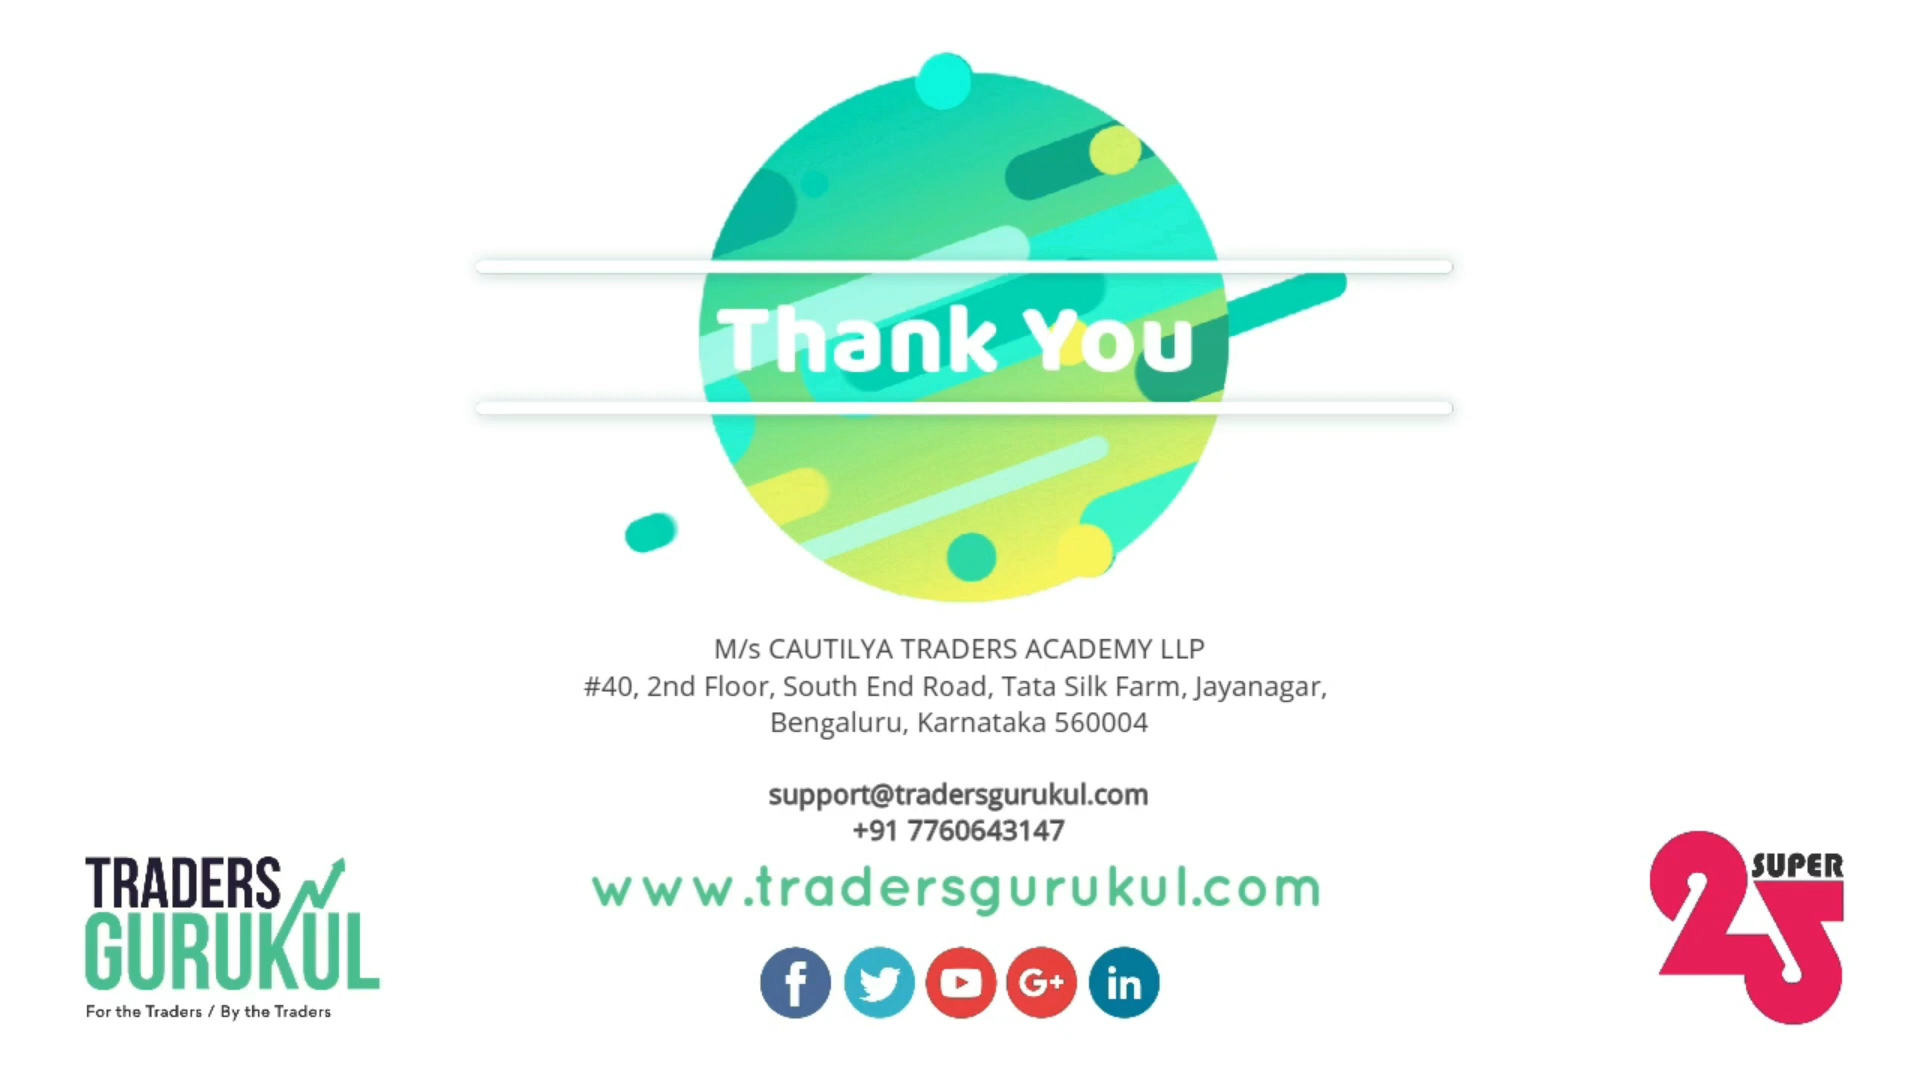 Thank You
M/s CAUTILYA TRADERS ACADEMY LLP
#40, 2nd Floor, South End Road, Tata Silk Farm, Jayanagar,
Bengaluru, Karnataka 560004
support@tradersgurukul.com
+91 7760643147
www.tradersgurukul.com
TRADERS
GURUKUL
For the Traders / By the Traders
f
G+
in
SUPER
25